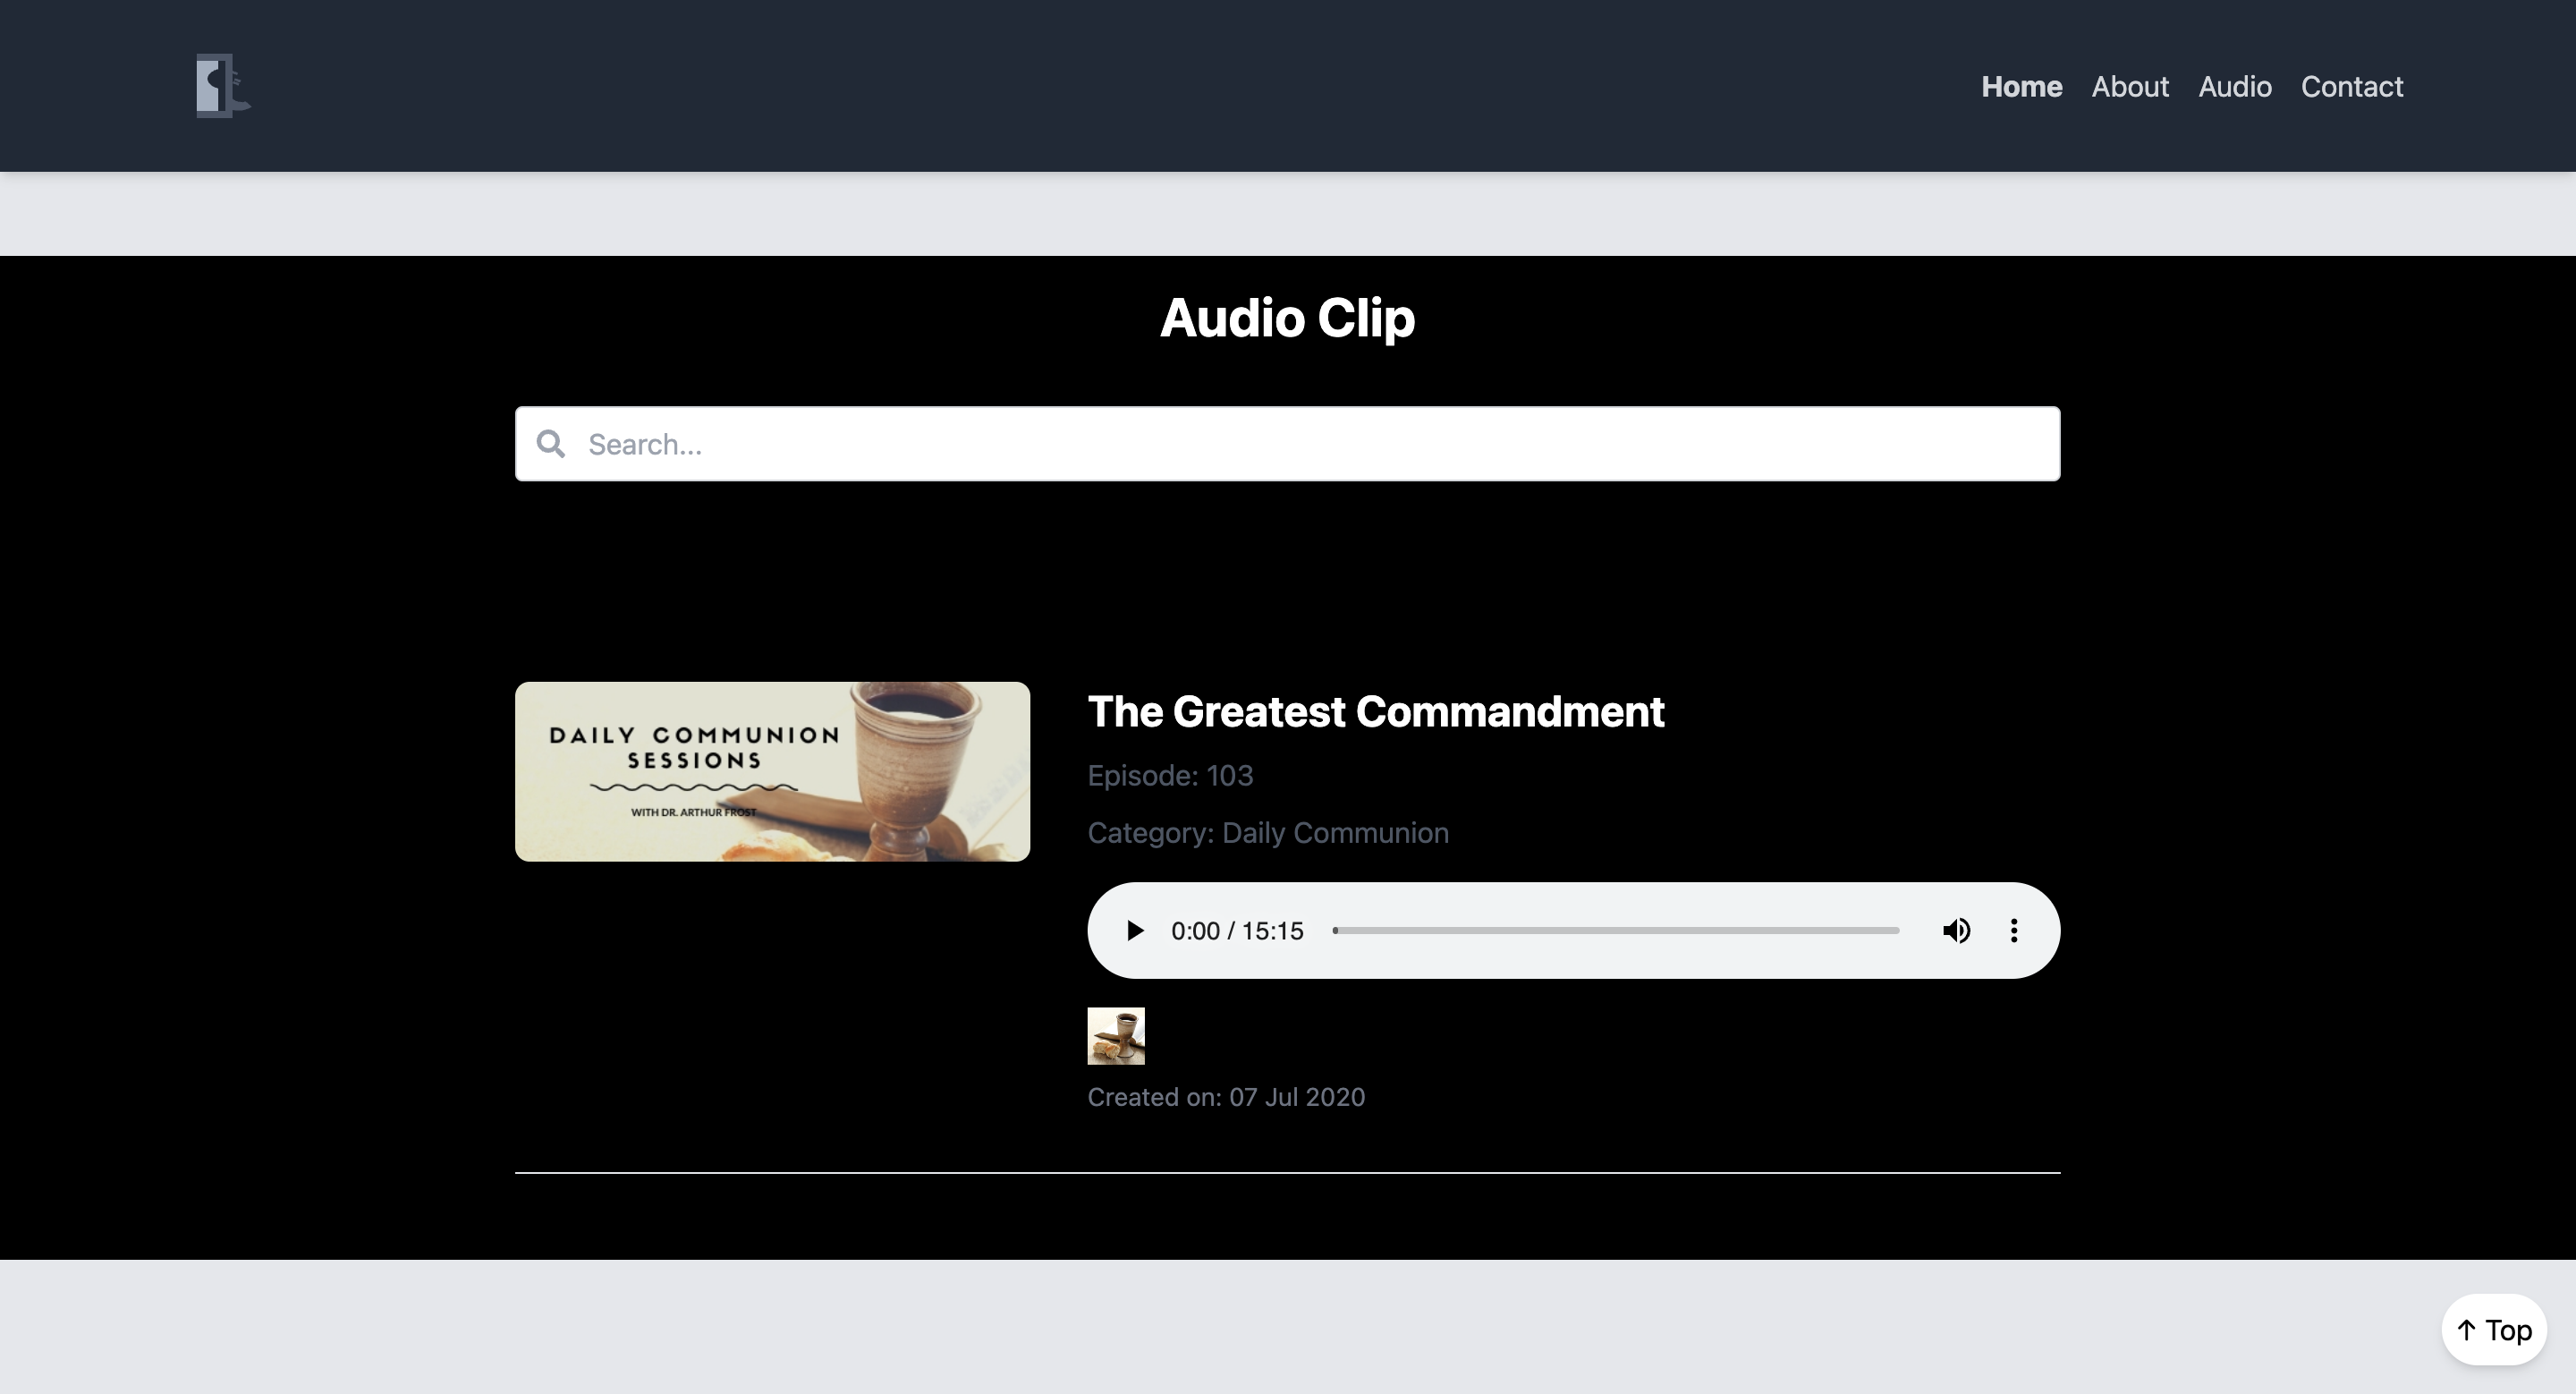 Home About Audio Contact
Audio Clip
Search...
DAILY COMMUNION
SESSIONS
WITH DR. ARTHUR FROST
The Greatest Commandment
Episode: 103
Category: Daily Communion
0:00 / 15:15
Created on: 07 Jul 2020
↑ Top